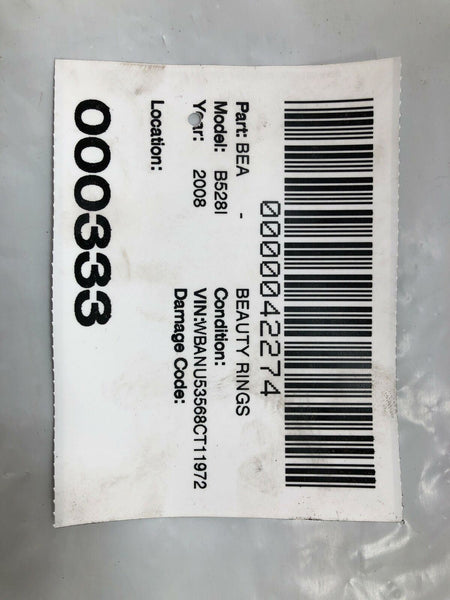 0000042274
Part: BEA - BEAUTY RINGS
Model: B528I Condition:
Year: 2008 VIN:WBANU53568CT11972
Damage Code:
Location:
000333